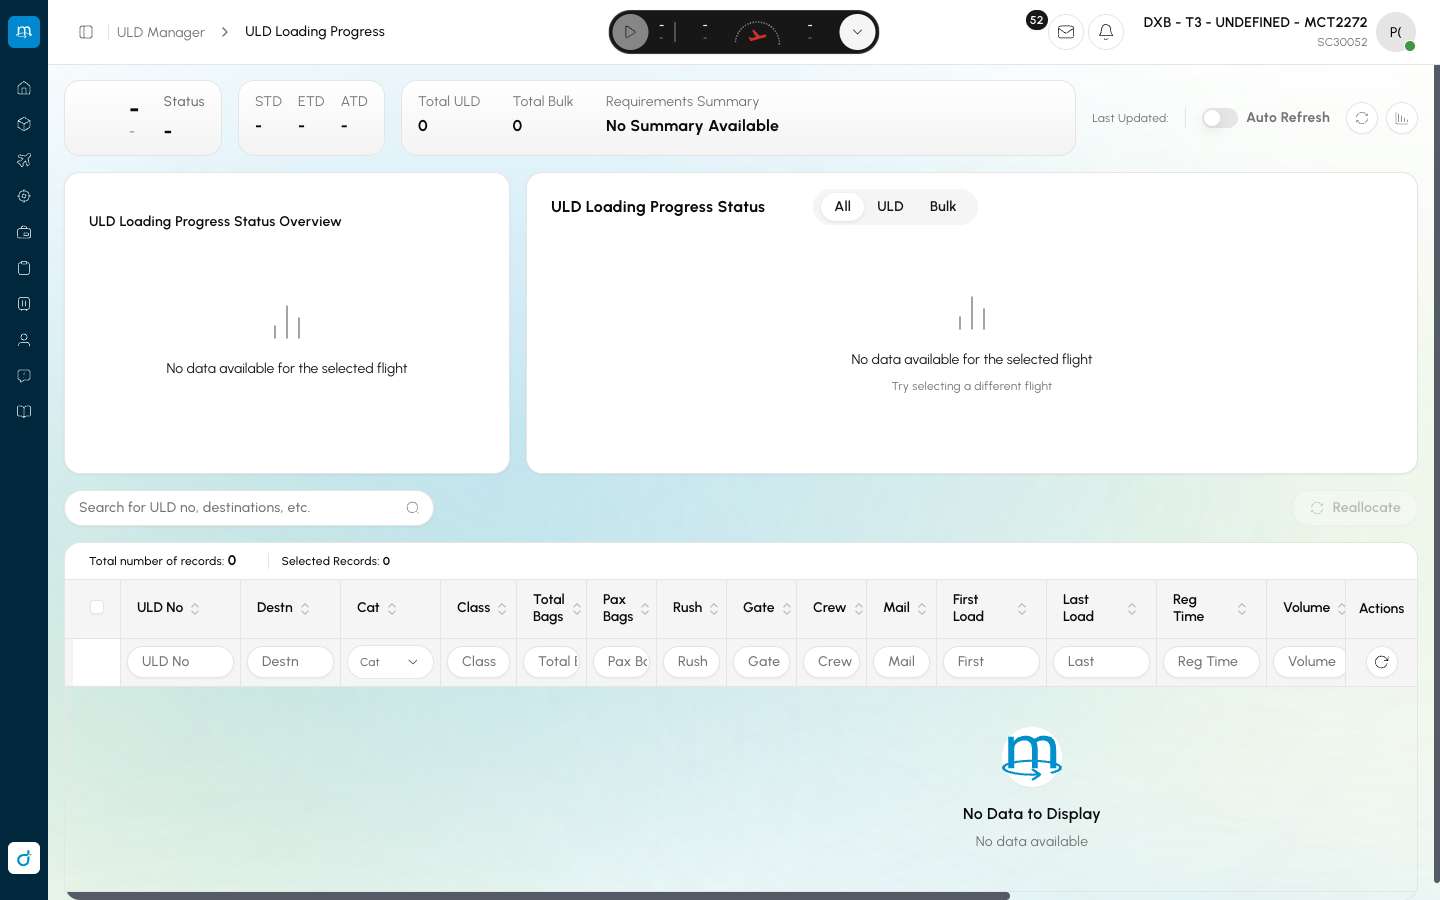 ULD Manager
ULD Loading Progress
- - -
- - -
52
DXB - T3 - UNDEFINED - MCT2272
SC30052
P(
-
-
Status
-
STD ETD ATD
- - -
Total ULD Total Bulk Requirements Summary
0 0 No Summary Available
Last Updated:
Auto Refresh
ULD Loading Progress Status Overview
No data available for the selected flight
ULD Loading Progress Status
All ULD Bulk
No data available for the selected flight
Try selecting a different flight
Search for ULD no, destinations, etc.
Reallocate
Total number of records: 0
Selected Records: 0
ULD No Destn Cat Class Total Bags Pax Bags Rush Gate Crew Mail First Load Last Load Reg Time Volume Actions
ULD No Destn Cat Class Total Pax Rush Gate Crew Mail First Last Reg Time Volume
No Data to Display
No data available